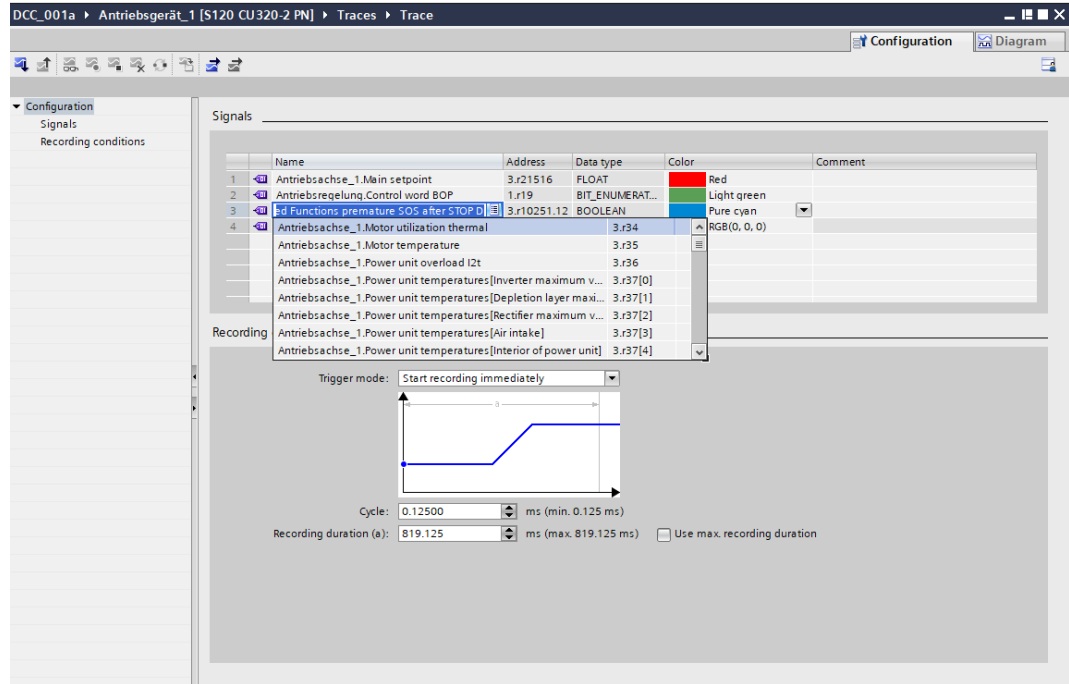 DCC_001a ▸ Antriebsgerät_1 [S120 CU320-2 PN] ▸ Traces ▸ Trace
Configuration Diagram
Configuration
Signals
Recording conditions
Signals
Name Address Data type Color Comment
1 Antriebsachse_1.Main setpoint 3.r21516 FLOAT Red
2 Antriebsregelung.Control word BOP 1.r19 BIT_ENUMERAT... Light green
3 ed Functions premature SOS after STOP D 3.r10251.12 BOOLEAN Pure cyan
4 RGB(0, 0, 0)
Antriebsachse_1.Motor utilization thermal 3.r34
Antriebsachse_1.Motor temperature 3.r35
Antriebsachse_1.Power unit overload I2t 3.r36
Antriebsachse_1.Power unit temperatures[Inverter maximum v... 3.r37[0]
Antriebsachse_1.Power unit temperatures[Depletion layer maxi... 3.r37[1]
Antriebsachse_1.Power unit temperatures[Rectifier maximum v... 3.r37[2]
Antriebsachse_1.Power unit temperatures[Air intake] 3.r37[3]
Antriebsachse_1.Power unit temperatures[Interior of power unit] 3.r37[4]
Recording
Trigger mode: Start recording immediately
a
Cycle: 0.12500 ms (min. 0.125 ms)
Recording duration (a): 819.125 ms (max. 819.125 ms) Use max. recording duration